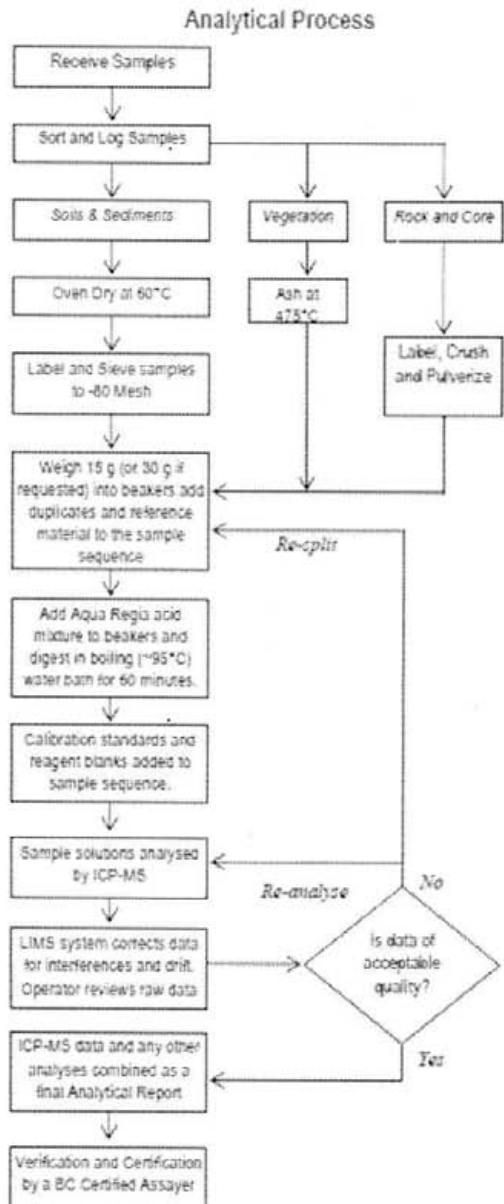 Analytical Process
Receive Samples
Sort and Log Samples
Soils & Sediments
Vegetation
Rock and Core
Oven Dry at 60°C
Ash at
475°C
Label, Crush
and Pulverize
Label and Sieve samples
to -80 Mesh
Weigh 15 g (or 30 g if
requested) into beakers add
duplicates and reference
material to the sample
sequence
Re-split
Add Aqua Regia acid
mixture to beakers and
digest in boiling (~95°C)
water bath for 60 minutes.
Calibration standards and
reagent blanks added to
sample sequence.
Sample solutions analysed
by ICP-MS
Re-analyse
No
LIMS system corrects data
for interferences and drift.
Operator reviews raw data
Is data of
acceptable
quality?
Yes
ICP-MS data and any other
analyses combined as a
final Analytical Report
Verification and Certification
by a BC Certified Assayer